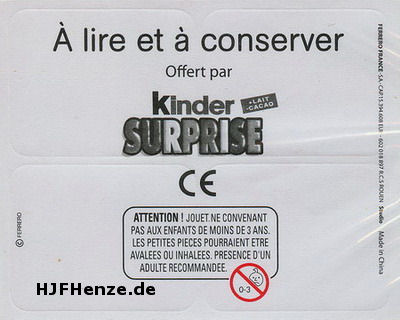 À lire et à conserver
Offert par
Kinder
+LAIT
-CACAO
SURPRISE
CE
ATTENTION ! JOUET NE CONVENANT
PAS AUX ENFANTS DE MOINS DE 3 ANS.
LES PETITES PIECES POURRAIENT ETRE
AVALEES OU INHALEES. PRESENCE D'UN
ADULTE RECOMMANDEE.
0-3
© FERRERO
FERRERO FRANCE - S.A. CAP.15.394.608 EUR - 602 018 897 R.C.S ROUEN Studio Made in China
HJFHenze.de